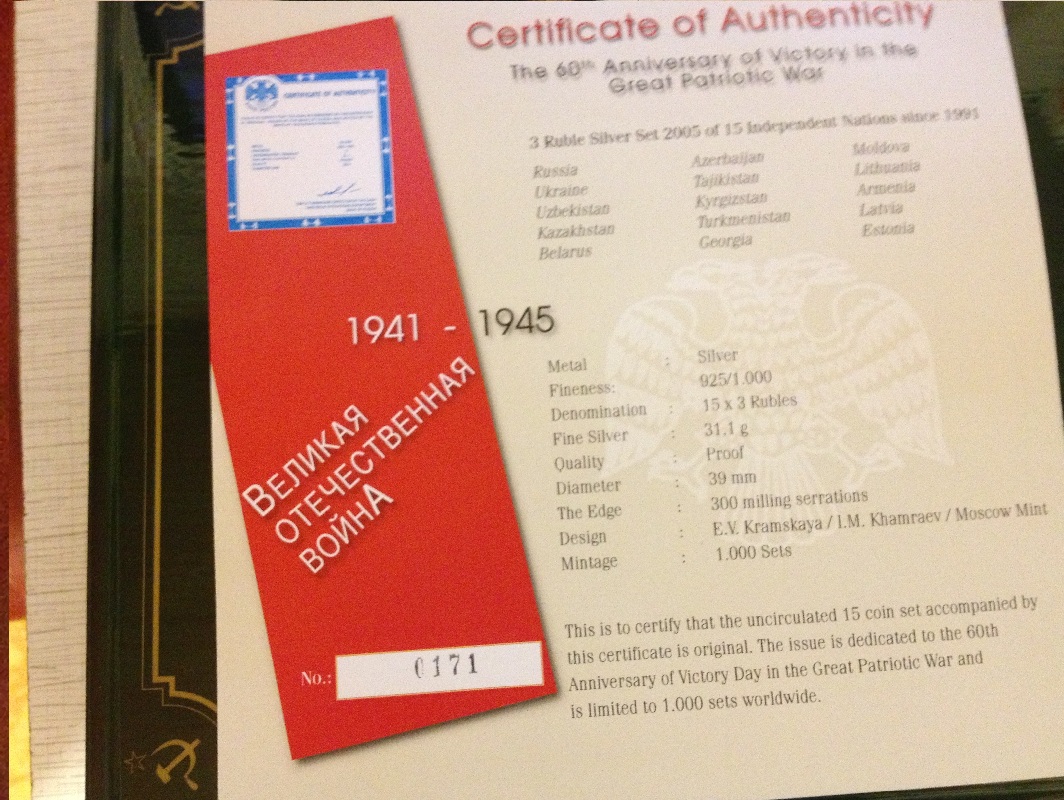 Certificate of Authenticity
The 60th Anniversary of Victory in the
Great Patriotic War
CERTIFICATE OF AUTHENTICITY
3 Ruble Silver Set 2005 of 15 Independent Nations since 1991
Russia Azerbaijan Moldova
Ukraine Tajikistan Lithuania
Uzbekistan Kyrgizstan Armenia
Kazakhstan Turkmenistan Latvia
Belarus Georgia Estonia
1941 - 1945
ВЕЛИКАЯ
ОТЕЧЕСТВЕННАЯ
ВОЙНА
Metal : Silver
Fineness: 925/1.000
Denomination : 15 x 3 Rubles
Fine Silver : 31.1 g
Quality : Proof
Diameter : 39 mm
The Edge : 300 milling serrations
Design : E.V. Kramskaya / I.M. Khamraev / Moscow Mint
Mintage : 1.000 Sets
No.: 0171
This is to certify that the uncirculated 15 coin set accompanied by
this certificate is original. The issue is dedicated to the 60th
Anniversary of Victory Day in the Great Patriotic War and
is limited to 1.000 sets worldwide.